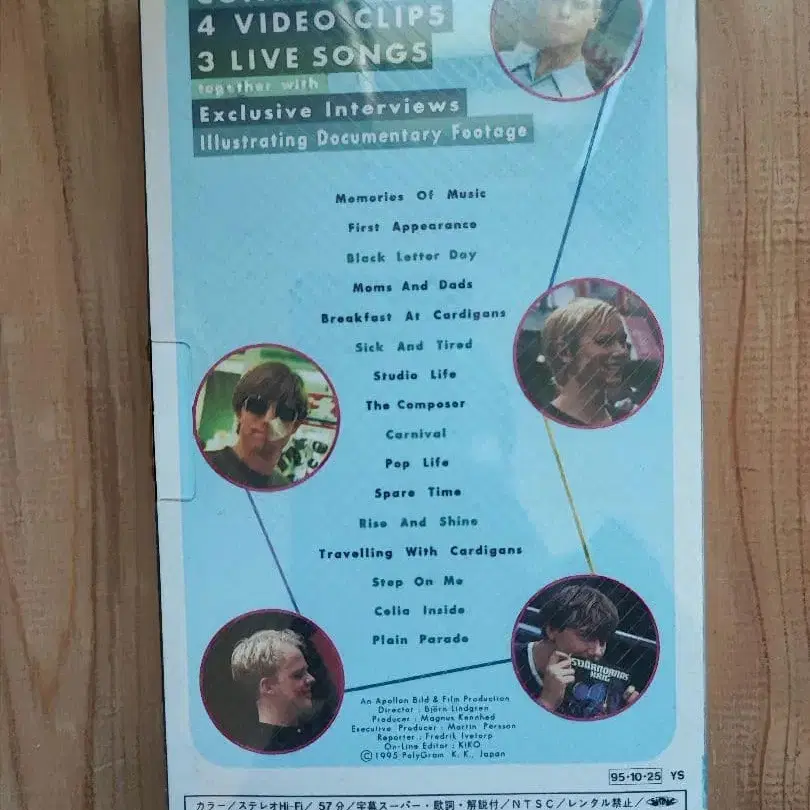 4 VIDEO CLIPS
3 LIVE SONGS
together with
Exclusive Interviews
Illustrating Documentary Footage
Memories Of Music
First Appearance
Black Letter Day
Moms And Dads
Breakfast At Cardigans
Sick And Tired
Studio Life
The Composer
Carnival
Pop Life
Spare Time
Rise And Shine
Travelling With Cardigans
Step On Me
Celia Inside
Plain Parade
STJÄRNORNAS
KRIG
An Apollon Bild & Film Production
Director : Björn Lindgren
Producer : Magnus Kennhed
Executive Producer : Martin Persson
Reporter : Fredrik Ivetorp
On-Line Editor : KIKO
©1995 PolyGram K. K., Japan
95・10・25 YS
カラー/ステレオHi-Fi/ 57分/字幕スーパー・歌詞・解説付/NTSC/レンタル禁止/